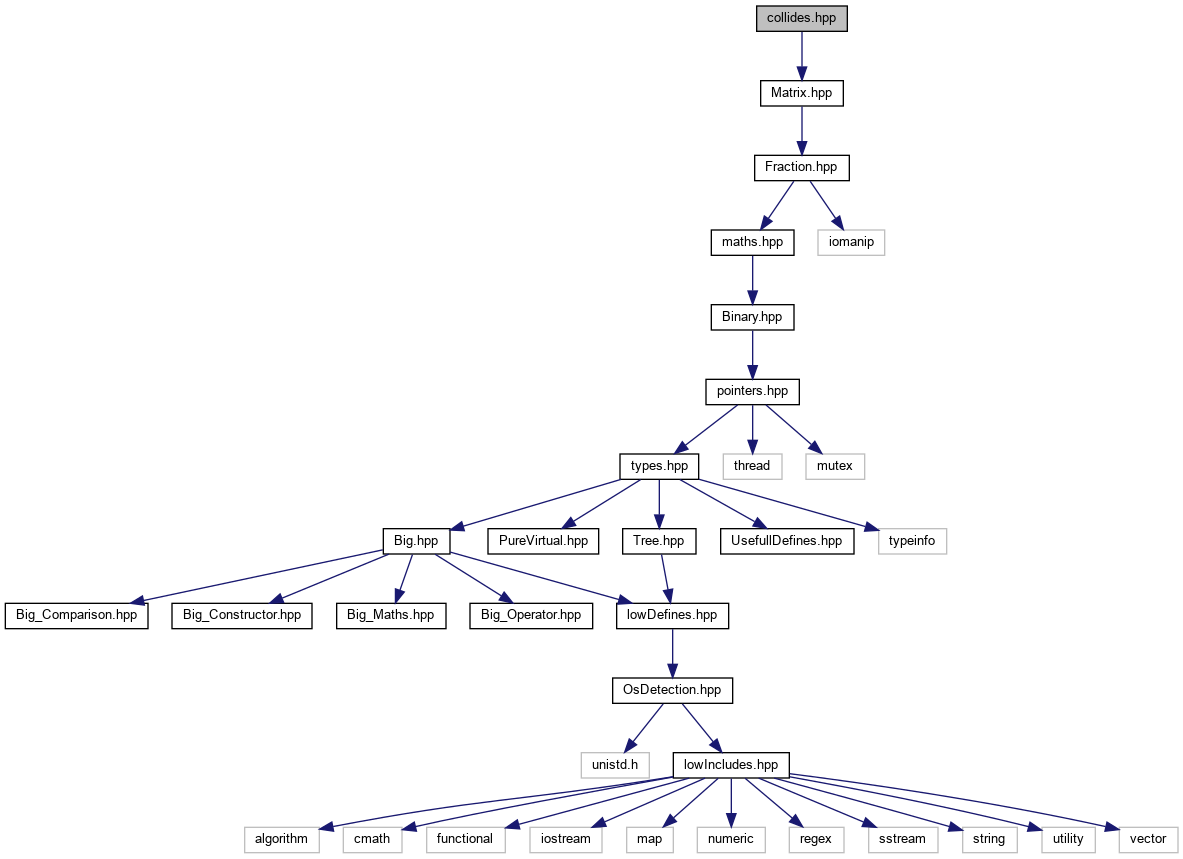 collides.hpp
Matrix.hpp
Fraction.hpp
maths.hpp
iomanip
Binary.hpp
pointers.hpp
types.hpp
thread
mutex
Big.hpp
PureVirtual.hpp
Tree.hpp
UsefullDefines.hpp
typeinfo
Big_Comparison.hpp
Big_Constructor.hpp
Big_Maths.hpp
Big_Operator.hpp
lowDefines.hpp
OsDetection.hpp
unistd.h
lowIncludes.hpp
algorithm
cmath
functional
iostream
map
numeric
regex
sstream
string
utility
vector